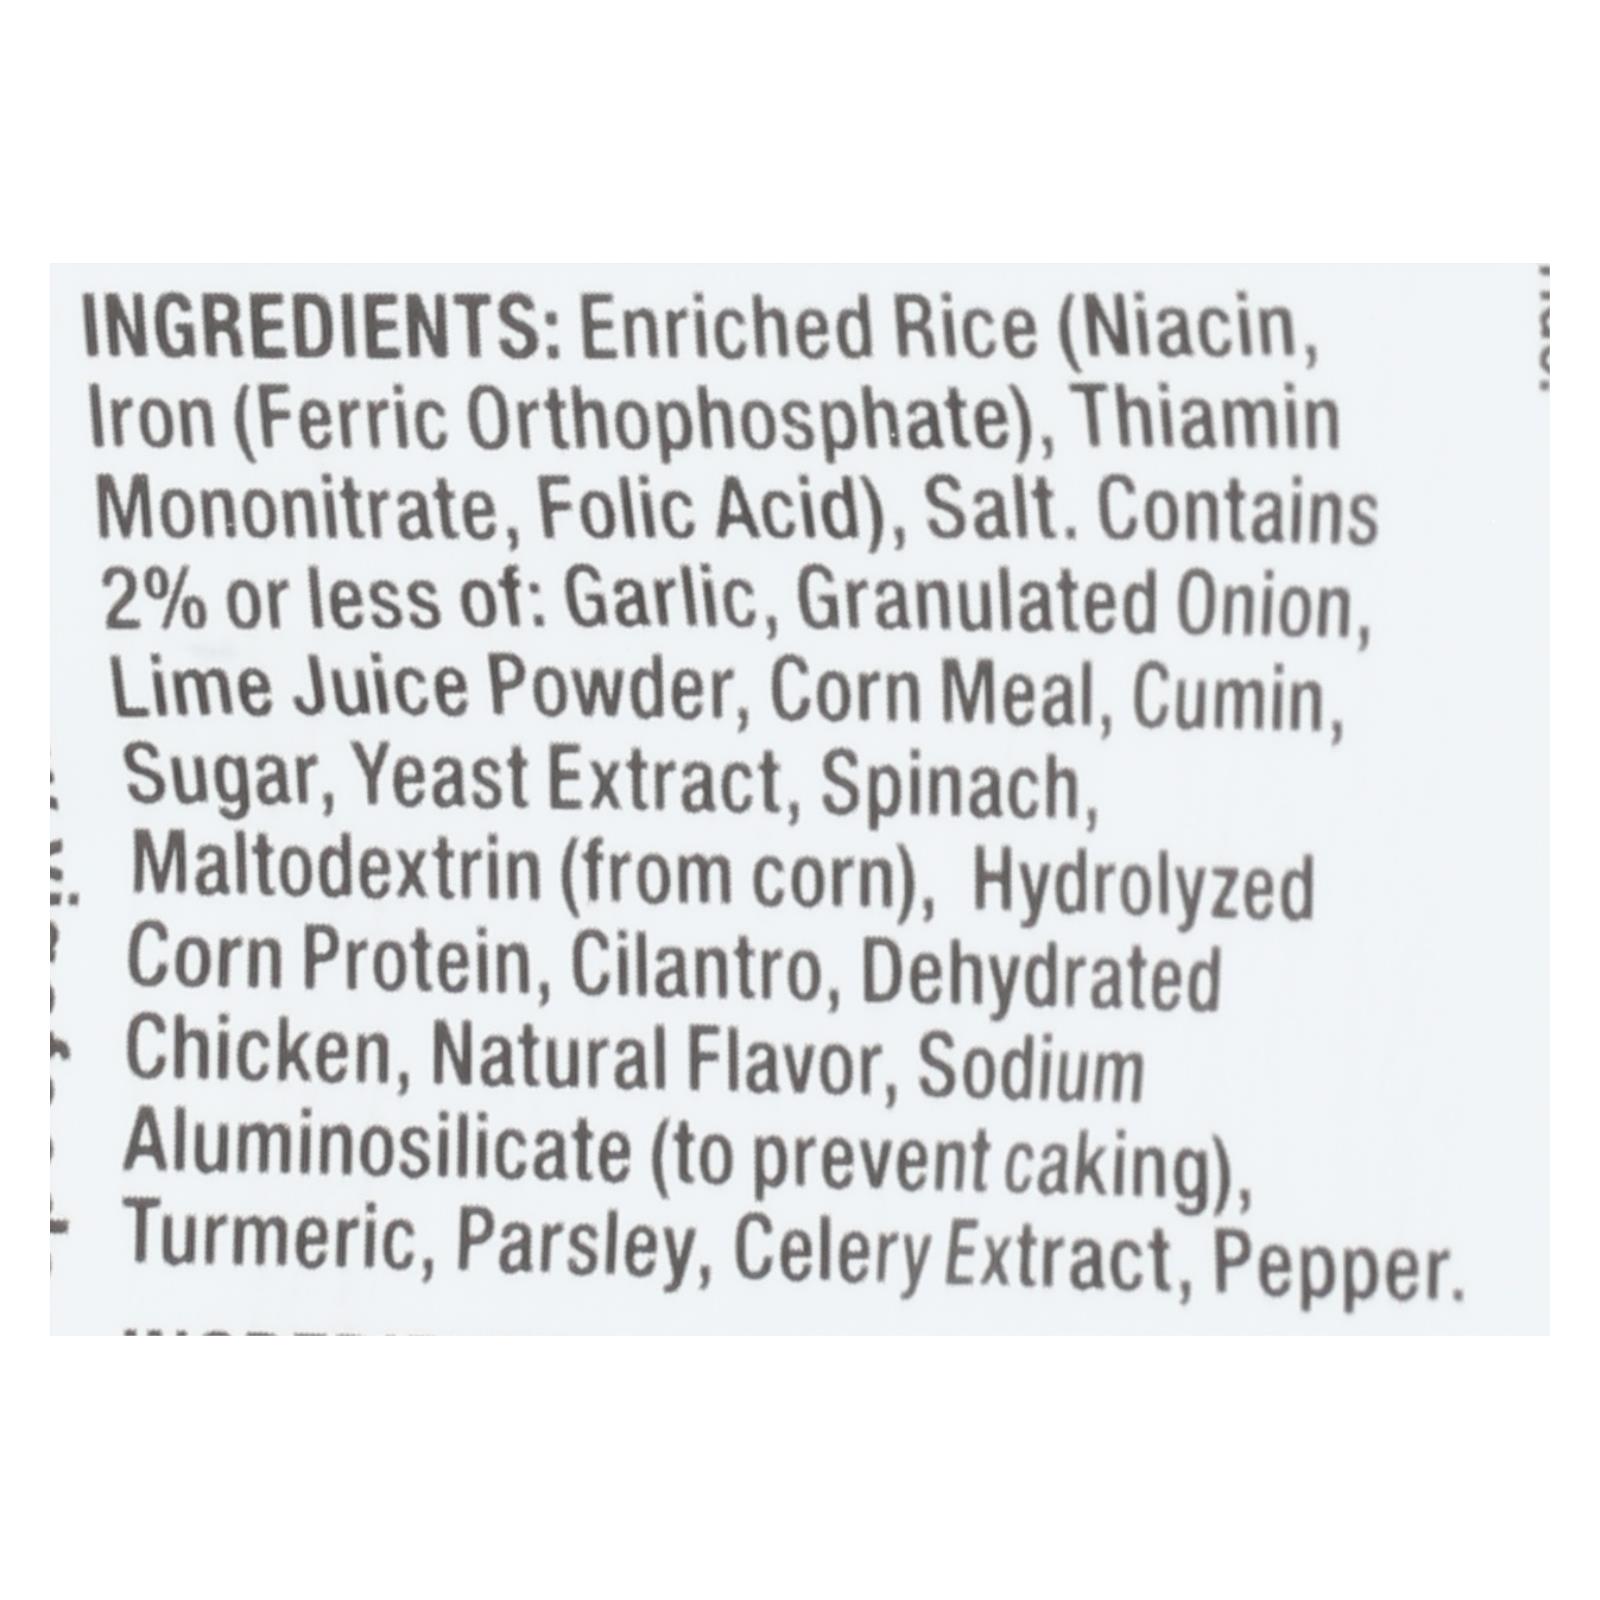 INGREDIENTS: Enriched Rice (Niacin,
Iron (Ferric Orthophosphate), Thiamin
Mononitrate, Folic Acid), Salt. Contains
2% or less of: Garlic, Granulated Onion,
Lime Juice Powder, Corn Meal, Cumin,
Sugar, Yeast Extract, Spinach,
Maltodextrin (from corn), Hydrolyzed
Corn Protein, Cilantro, Dehydrated
Chicken, Natural Flavor, Sodium
Aluminosilicate (to prevent caking),
Turmeric, Parsley, Celery Extract, Pepper.